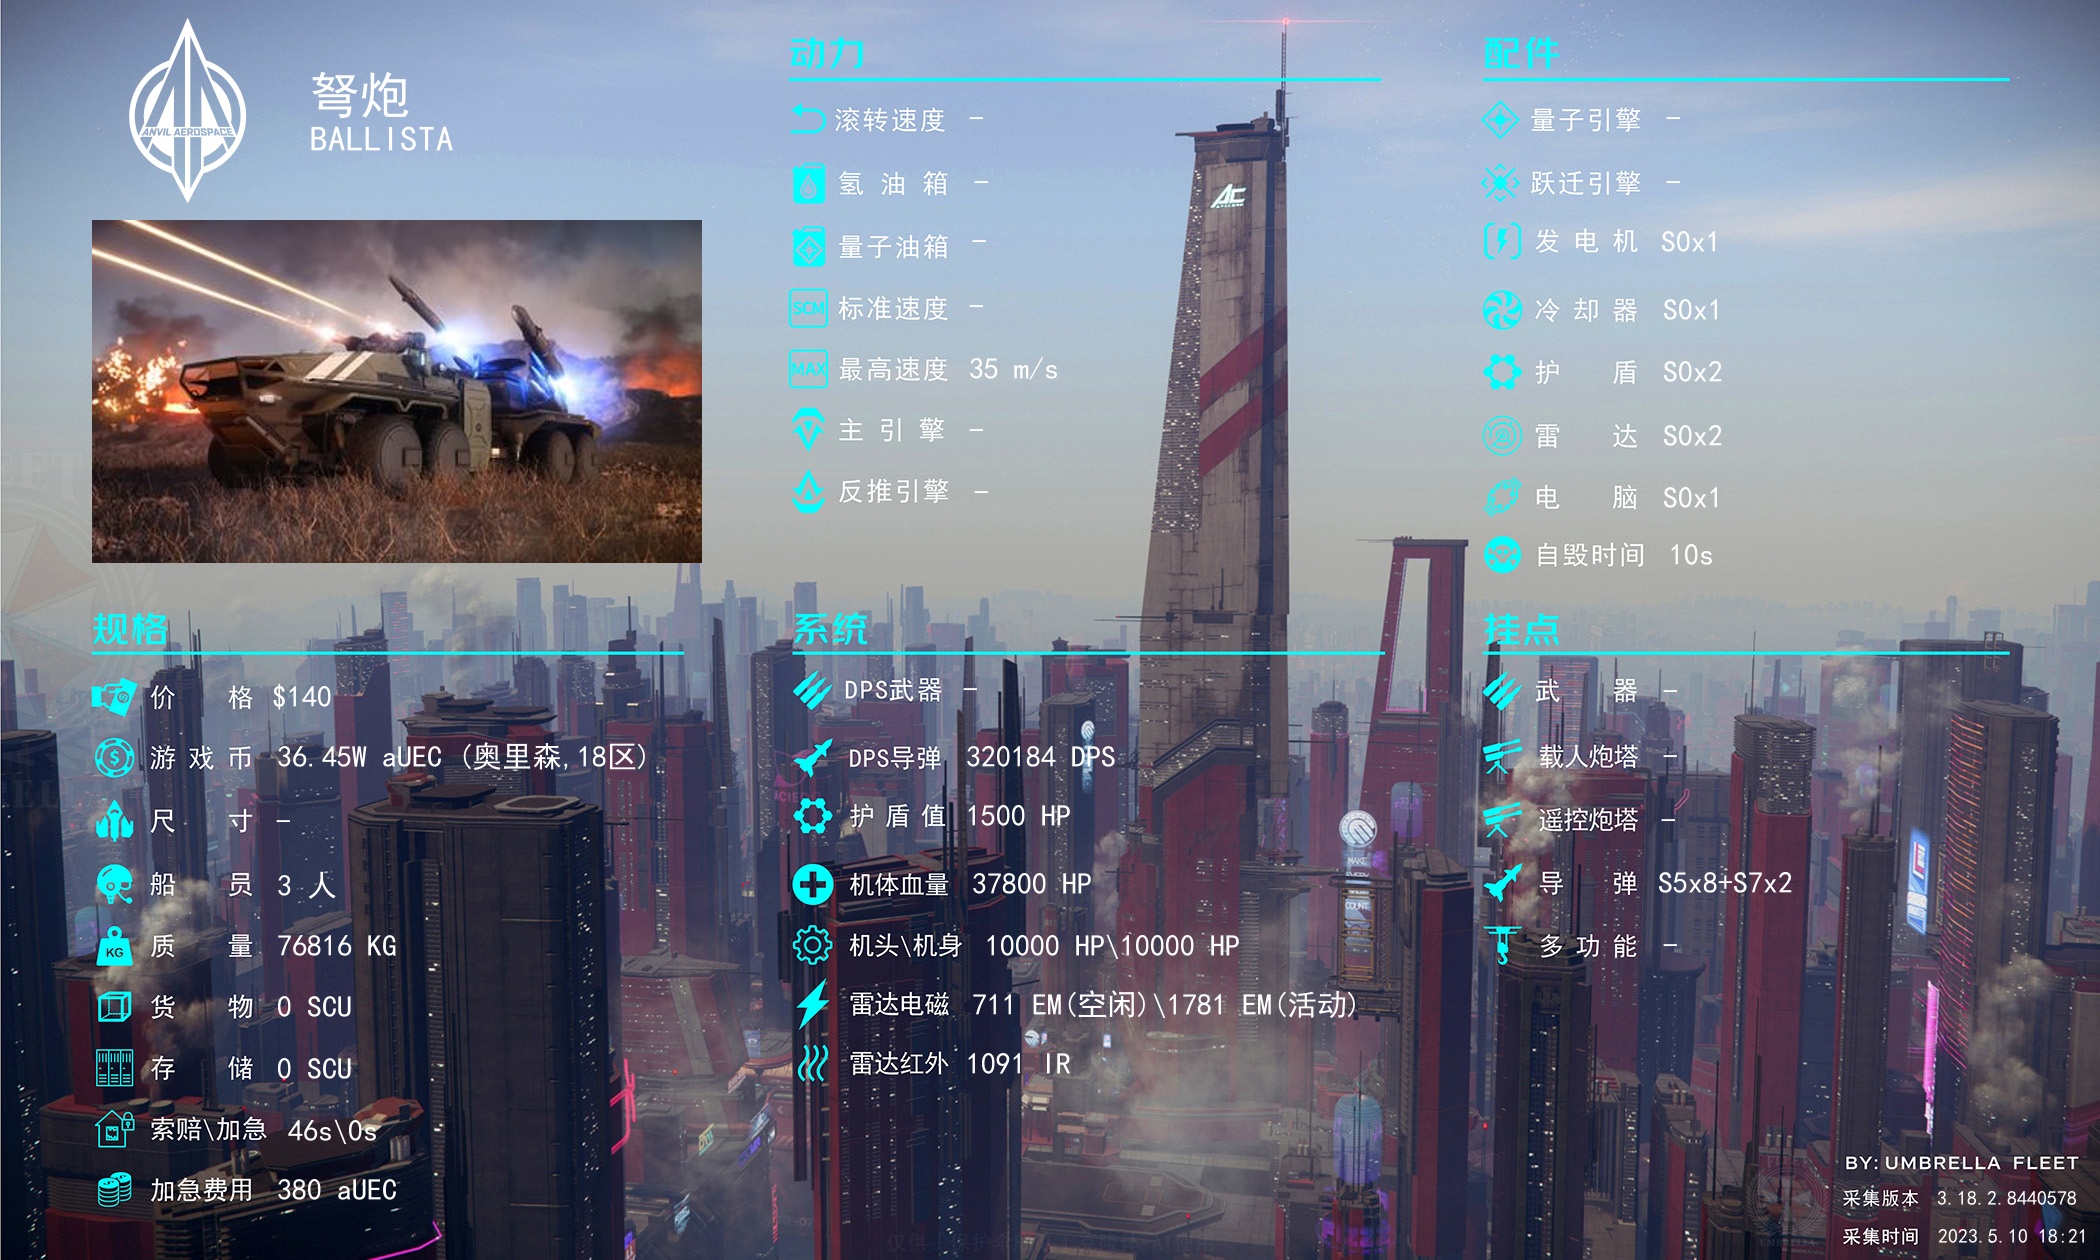 ANVIL AEROSPACE
弩炮
BALLISTA
动力
滚转速度 -
氢油箱 -
量子油箱 -
SCM 标准速度 -
MAX 最高速度 35 m/s
主引擎 -
反推引擎 -
配件
量子引擎 -
跃迁引擎 -
发电机 S0x1
冷却器 S0x1
护盾 S0x2
雷达 S0x2
电脑 S0x1
自毁时间 10s
规格
价格 $140
游戏币 36.45W aUEC (奥里森,18区)
尺寸 -
船员 3 人
KG 质量 76816 KG
货物 0 SCU
存储 0 SCU
索赔\加急 46s\0s
加急费用 380 aUEC
系统
DPS武器 -
DPS导弹 320184 DPS
护盾值 1500 HP
机体血量 37800 HP
机头\机身 10000 HP\10000 HP
雷达电磁 711 EM(空闲)\1781 EM(活动)
雷达红外 1091 IR
挂点
武器 -
载人炮塔 -
遥控炮塔 -
导弹 S5x8+S7x2
多功能 -
AC
MAKE
EVERY
COUNT
BY: UMBRELLA FLEET
采集版本 3.18.2.8440578
采集时间 2023.5.10 18:21